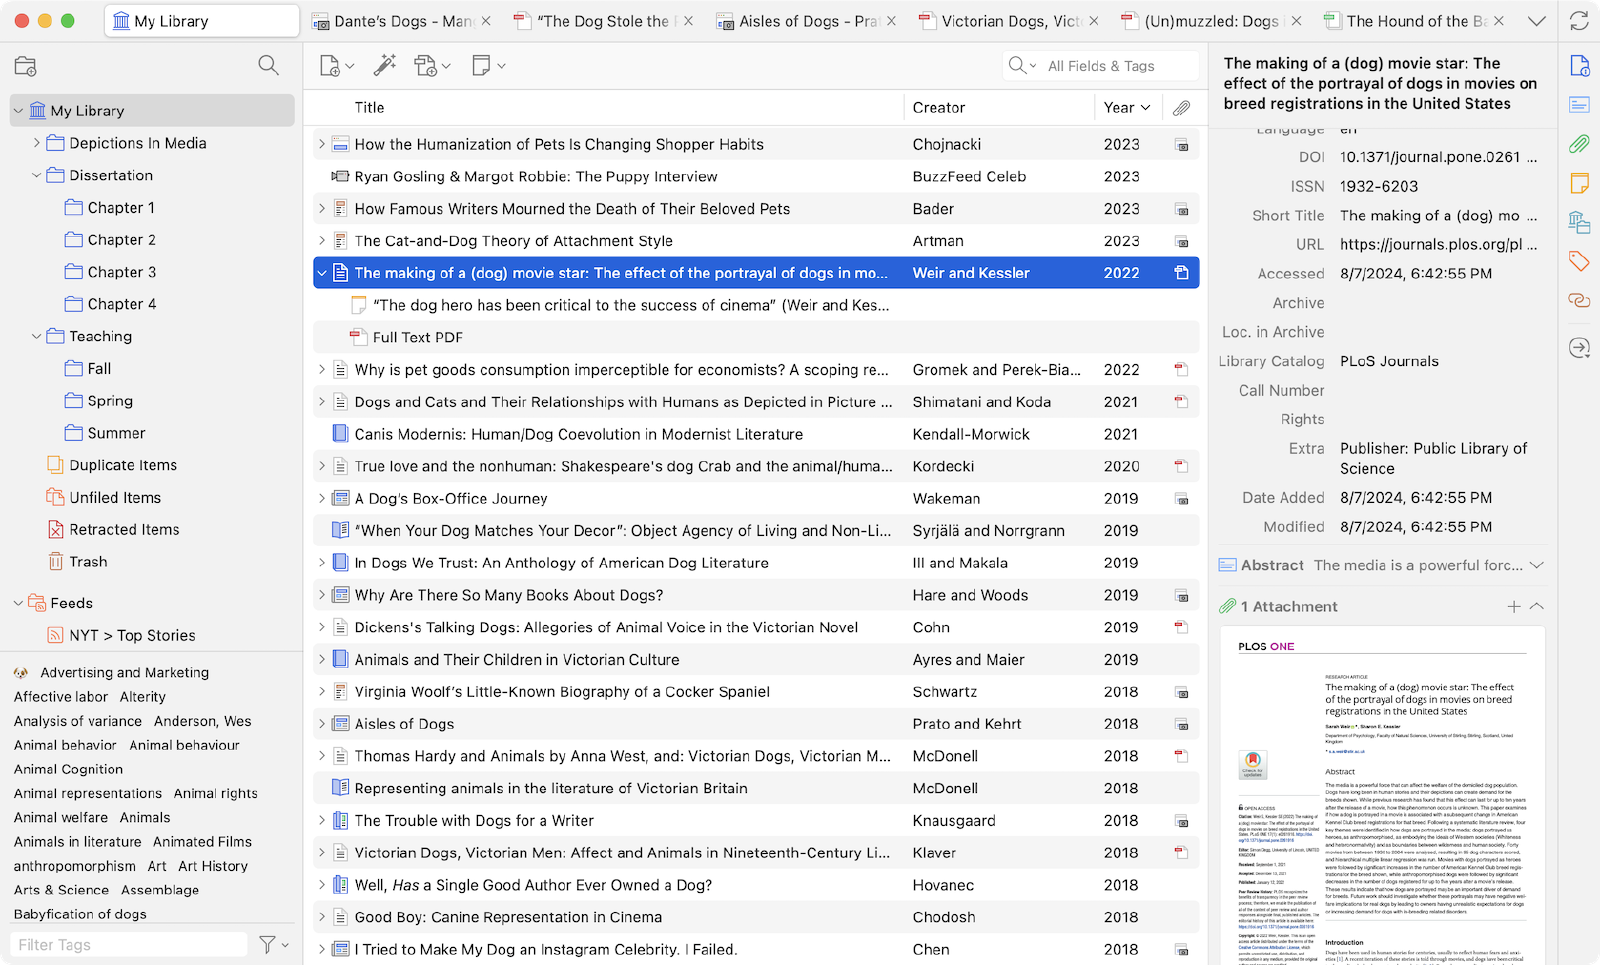 My Library
Dante's Dogs - Man
"The Dog Stole the
Aisles of Dogs - Prat
Victorian Dogs, Vict
(Un)muzzled: Dogs
The Hound of the Ba
All Fields & Tags
My Library
Depictions In Media
Dissertation
Chapter 1
Chapter 2
Chapter 3
Chapter 4
Teaching
Fall
Spring
Summer
Duplicate Items
Unfiled Items
Retracted Items
Trash
Feeds
NYT > Top Stories
Advertising and Marketing
Affective labor Alterity
Analysis of variance Anderson, Wes
Animal behavior Animal behaviour
Animal Cognition
Animal representations Animal rights
Animal welfare Animals
Animals in literature Animated Films
anthropomorphism Art Art History
Arts & Science Assemblage
Babyfication of dogs
Filter Tags
Title Creator Year
How the Humanization of Pets Is Changing Shopper Habits Chojnacki 2023
Ryan Gosling & Margot Robbie: The Puppy Interview BuzzFeed Celeb 2023
How Famous Writers Mourned the Death of Their Beloved Pets Bader 2023
The Cat-and-Dog Theory of Attachment Style Artman 2023
The making of a (dog) movie star: The effect of the portrayal of dogs in mo... Weir and Kessler 2022
"The dog hero has been critical to the success of cinema" (Weir and Kes...
Full Text PDF
Why is pet goods consumption imperceptible for economists? A scoping re... Gromek and Perek-Bia... 2022
Dogs and Cats and Their Relationships with Humans as Depicted in Picture ... Shimatani and Koda 2021
Canis Modernis: Human/Dog Coevolution in Modernist Literature Kendall-Morwick 2021
True love and the nonhuman: Shakespeare's dog Crab and the animal/huma... Kordecki 2020
A Dog's Box-Office Journey Wakeman 2019
"When Your Dog Matches Your Decor": Object Agency of Living and Non-Li... Syrjälä and Norrgrann 2019
In Dogs We Trust: An Anthology of American Dog Literature III and Makala 2019
Why Are There So Many Books About Dogs? Hare and Woods 2019
Dickens's Talking Dogs: Allegories of Animal Voice in the Victorian Novel Cohn 2019
Animals and Their Children in Victorian Culture Ayres and Maier 2019
Virginia Woolf's Little-Known Biography of a Cocker Spaniel Schwartz 2018
Aisles of Dogs Prato and Kehrt 2018
Thomas Hardy and Animals by Anna West, and: Victorian Dogs, Victorian M... McDonell 2018
Representing animals in the literature of Victorian Britain McDonell 2018
The Trouble with Dogs for a Writer Knausgaard 2018
Victorian Dogs, Victorian Men: Affect and Animals in Nineteenth-Century Li... Klaver 2018
Well, Has a Single Good Author Ever Owned a Dog? Hovanec 2018
Good Boy: Canine Representation in Cinema Chodosh 2018
I Tried to Make My Dog an Instagram Celebrity. I Failed. Chen 2018
The making of a (dog) movie star: The
effect of the portrayal of dogs in movies on
breed registrations in the United States
Language en
DOI 10.1371/journal.pone.0261 ...
ISSN 1932-6203
Short Title The making of a (dog) mo ...
URL https://journals.plos.org/pl ...
Accessed 8/7/2024, 6:42:55 PM
Archive
Loc. in Archive
Library Catalog PLoS Journals
Call Number
Rights
Extra Publisher: Public Library of
Science
Date Added 8/7/2024, 6:42:55 PM
Modified 8/7/2024, 6:42:55 PM
Abstract The media is a powerful forc...
1 Attachment
PLOS ONE
RESEARCH ARTICLE
The making of a (dog) movie star: The effect
of the portrayal of dogs in movies on breed
registrations in the United States
Check for
updates
Abstract
OPEN ACCESS
Introduction